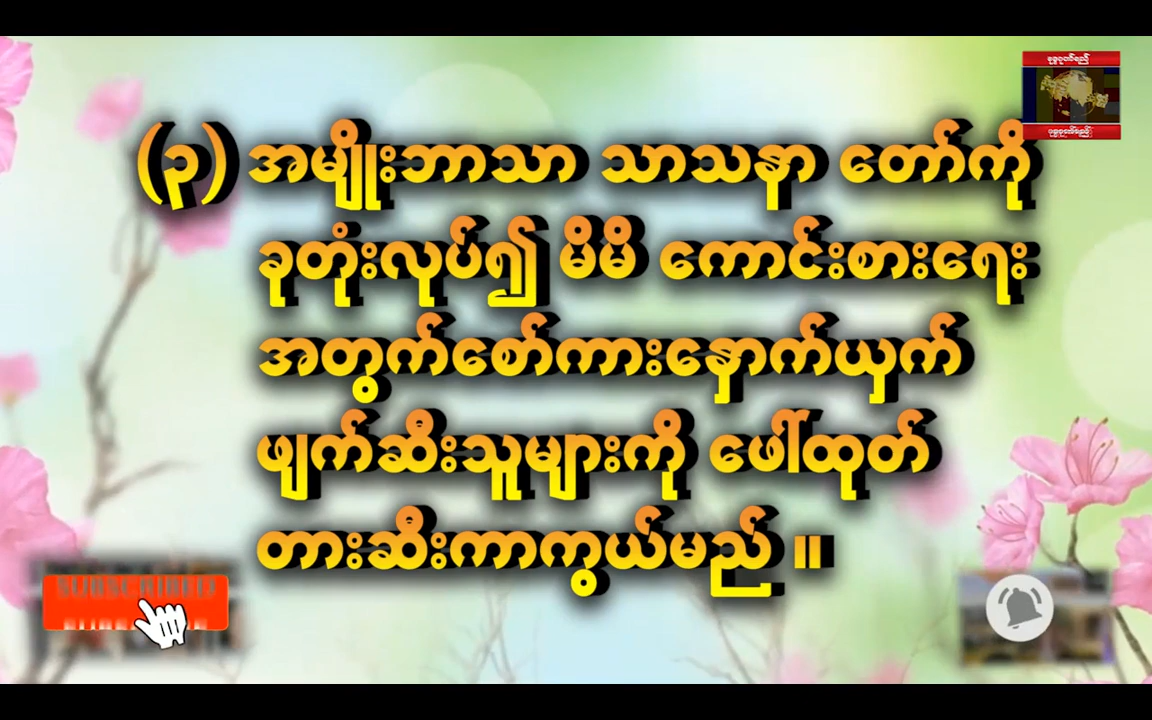 (၃) အမျိုးဘာသာ သာသနာ တော်ကို
ခုတုံးလုပ်၍ မိမိ ကောင်းစားရေး
အတွက်စော်ကားနှောက်ယှက်
ဖျက်ဆီးသူများကို ဖေါ်ထုတ်
တားဆီးကာကွယ်မည် ။